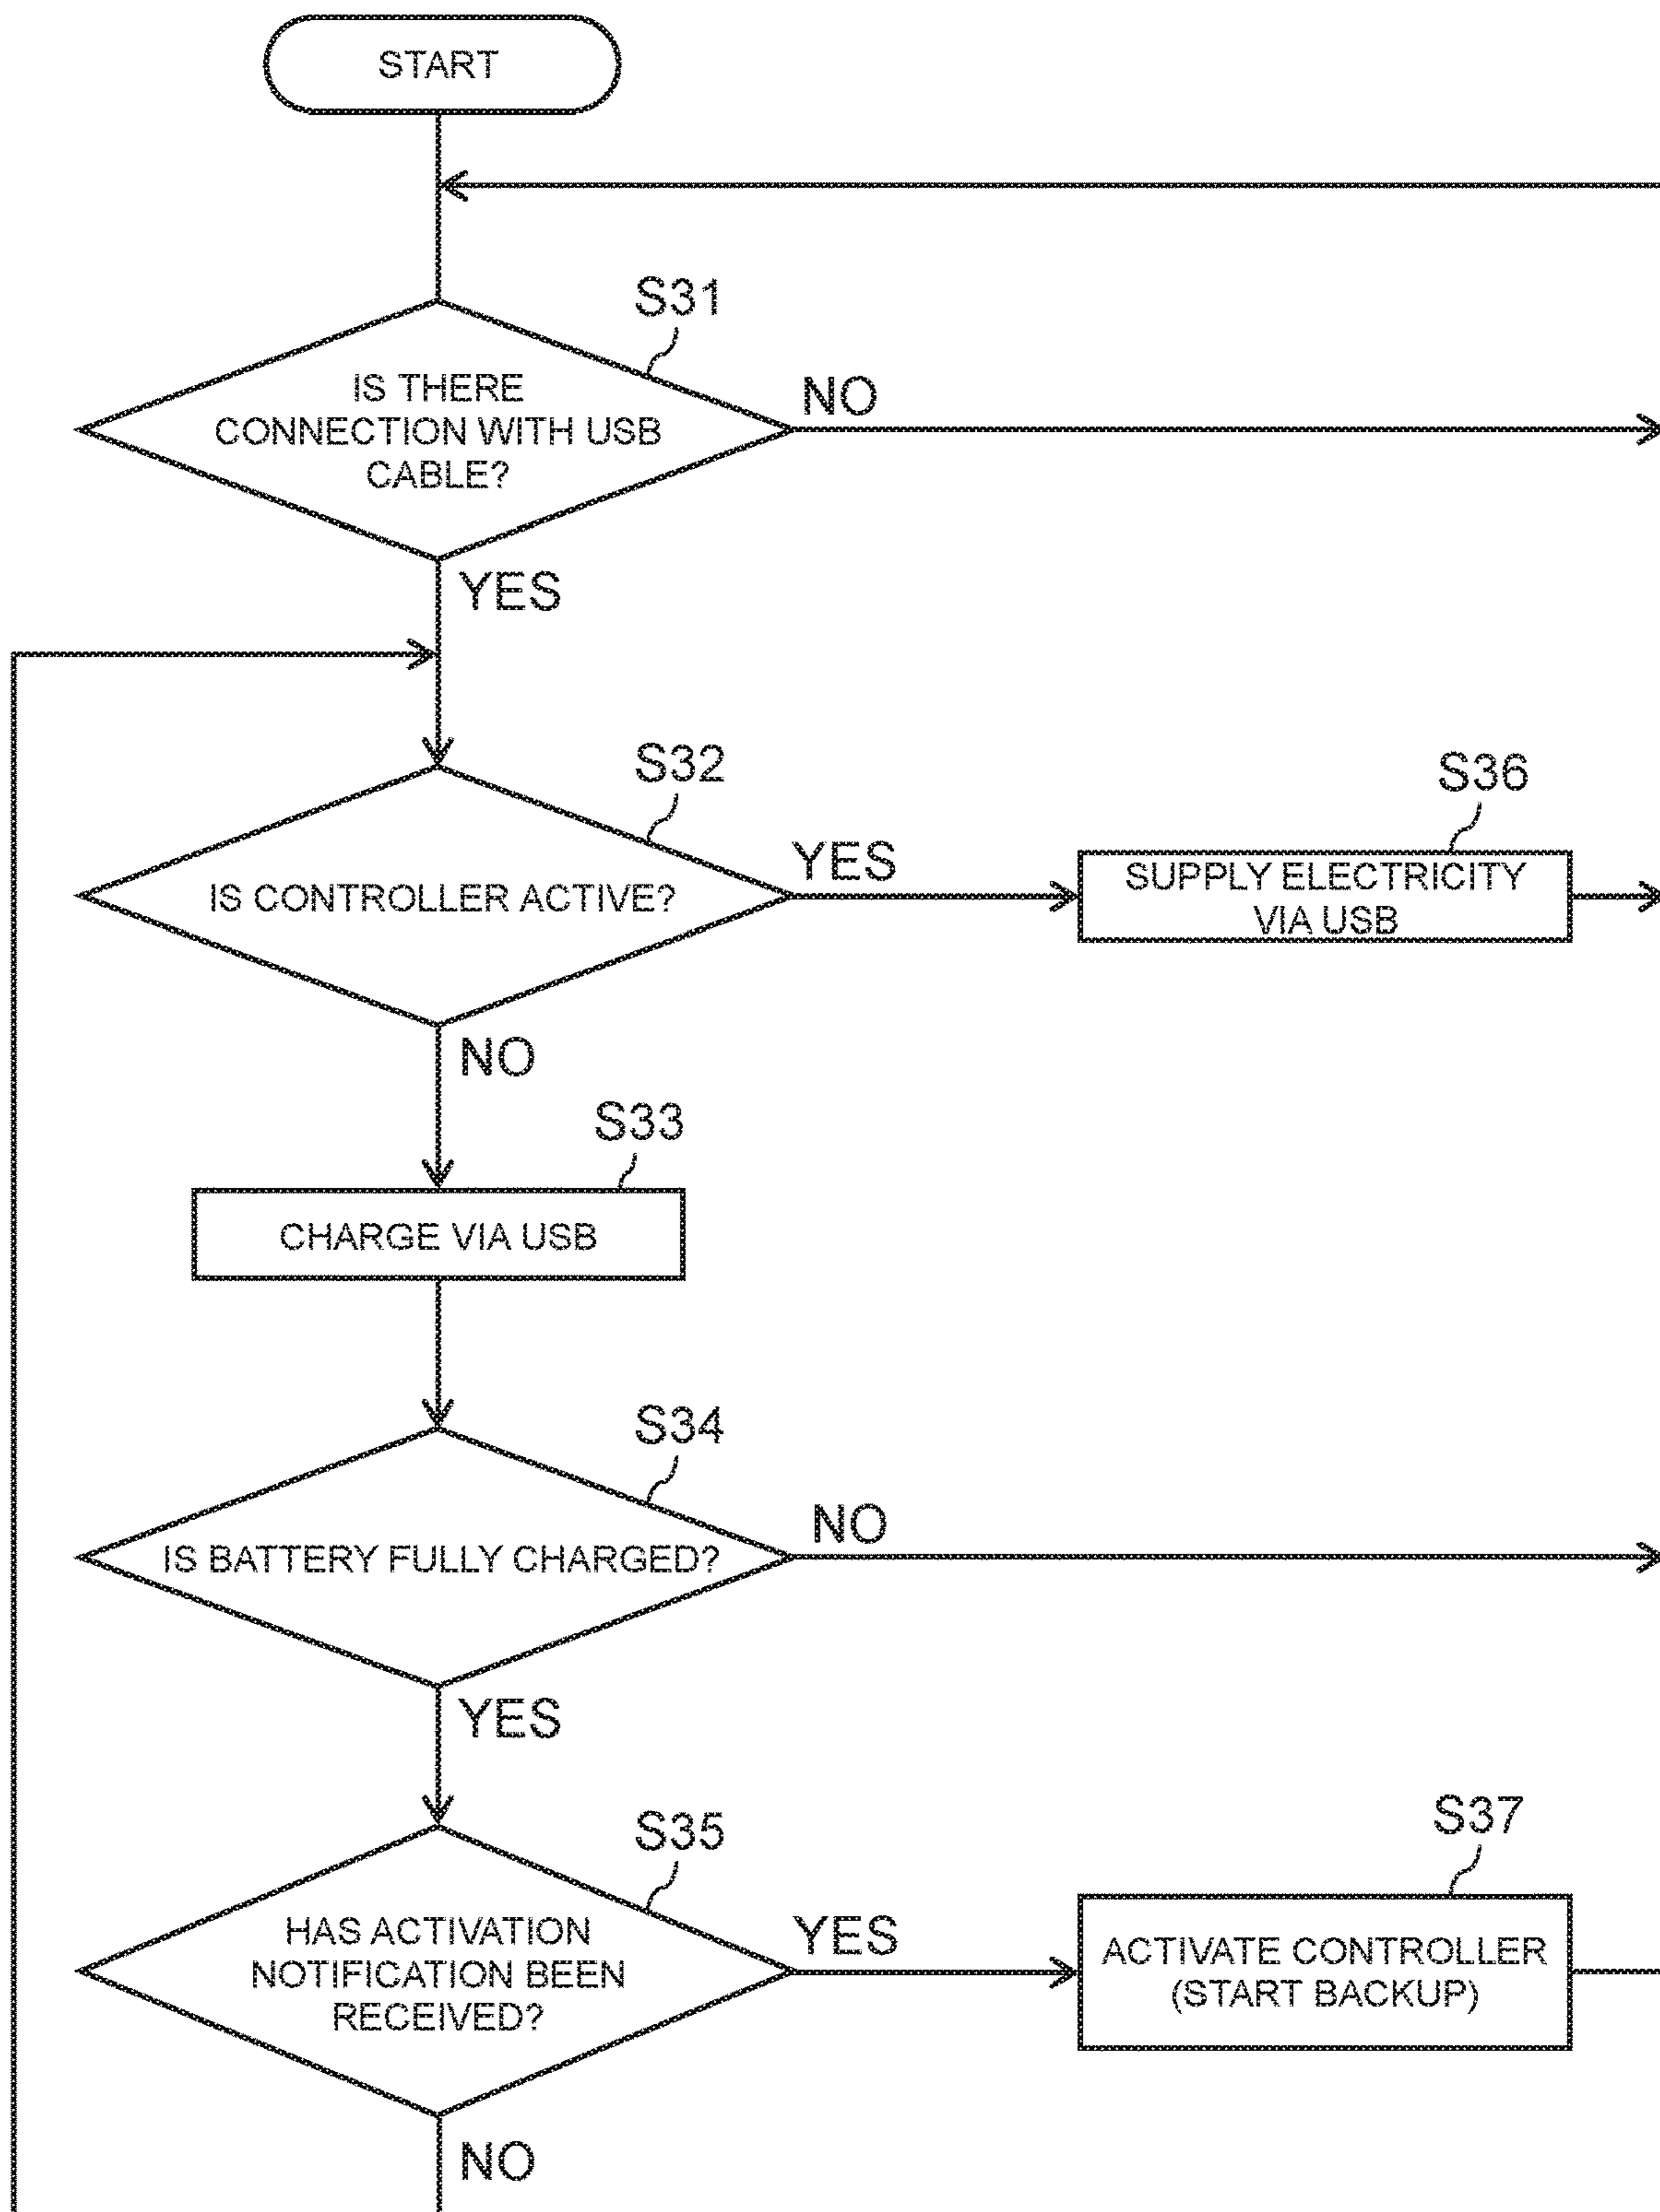 START
S31
IS THERE
CONNECTION WITH USB
CABLE?
NO
YES
S32
IS CONTROLLER ACTIVE?
YES
S36
SUPPLY ELECTRICITY
VIA USB
NO
S33
CHARGE VIA USB
S34
IS BATTERY FULLY CHARGED?
NO
YES
S35
HAS ACTIVATION
NOTIFICATION BEEN
RECEIVED?
YES
S37
ACTIVATE CONTROLLER
(START BACKUP)
NO